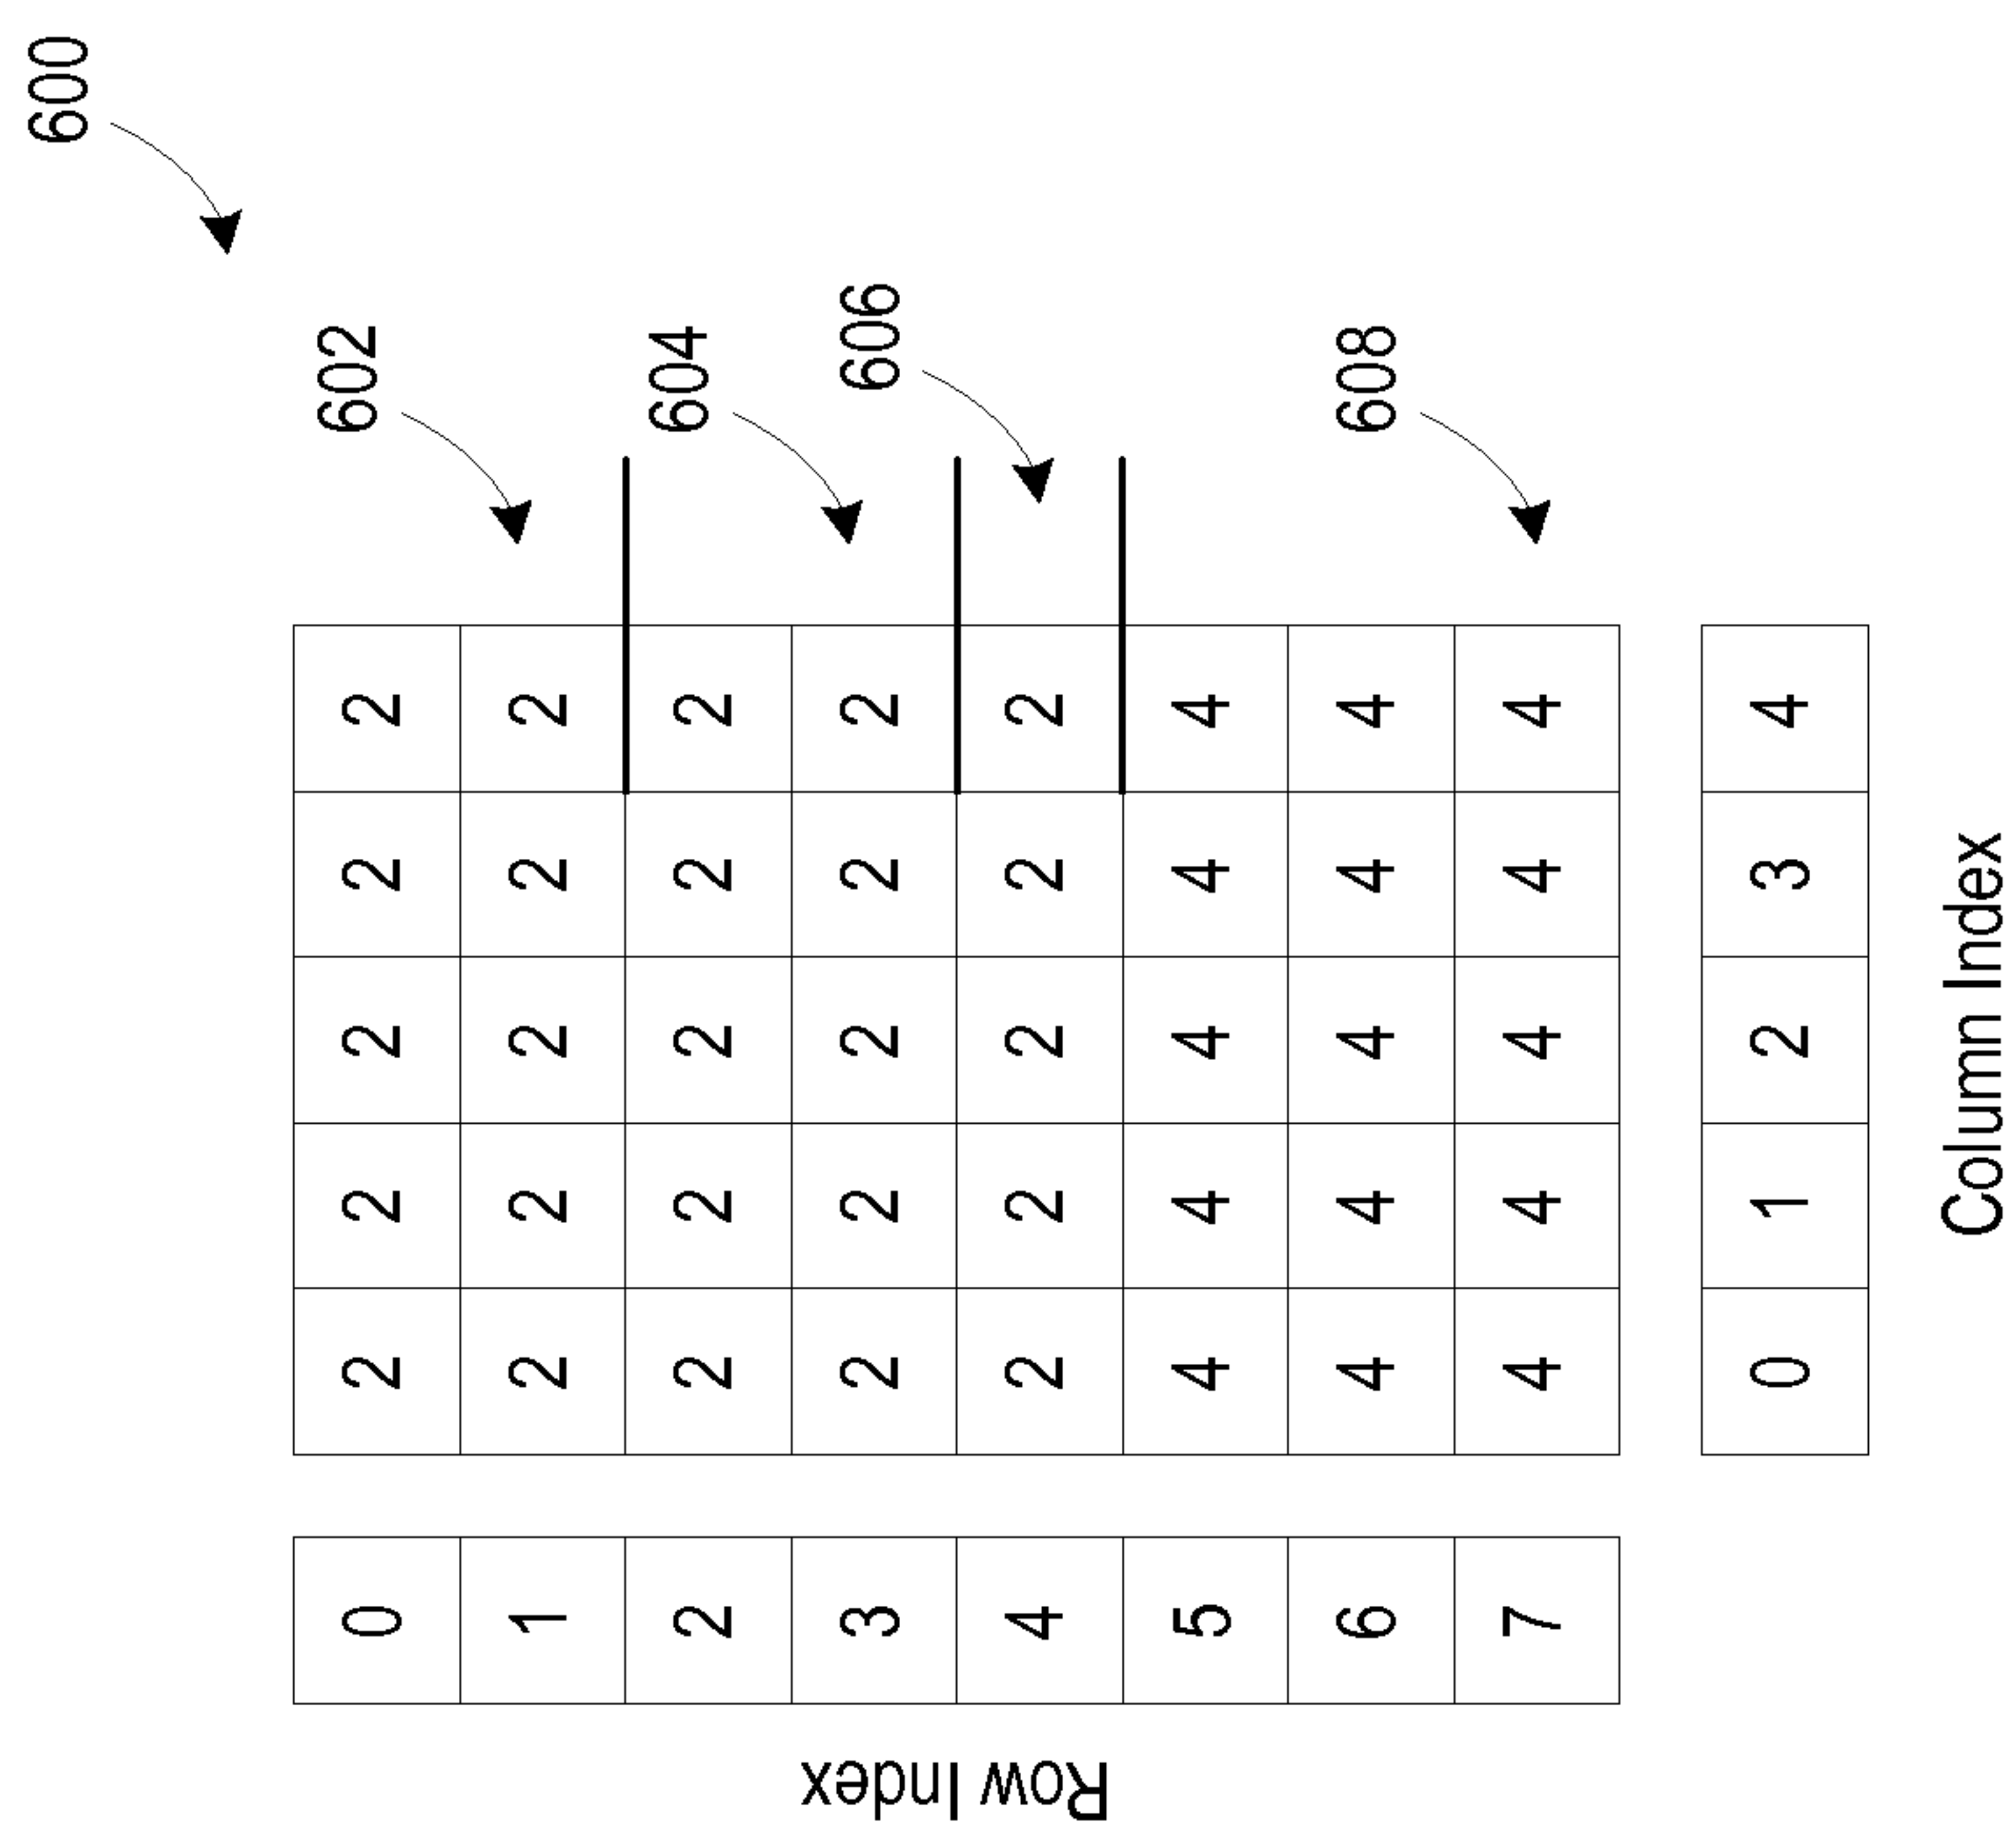 600
Row Index
0 2 2 2 2 2 602
1 2 2 2 2 2
2 2 2 2 2 2 604
3 2 2 2 2 2 606
4 2 2 2 2 2
5 4 4 4 4 4
6 4 4 4 4 4 608
7 4 4 4 4 4
0 1 2 3 4
Column Index